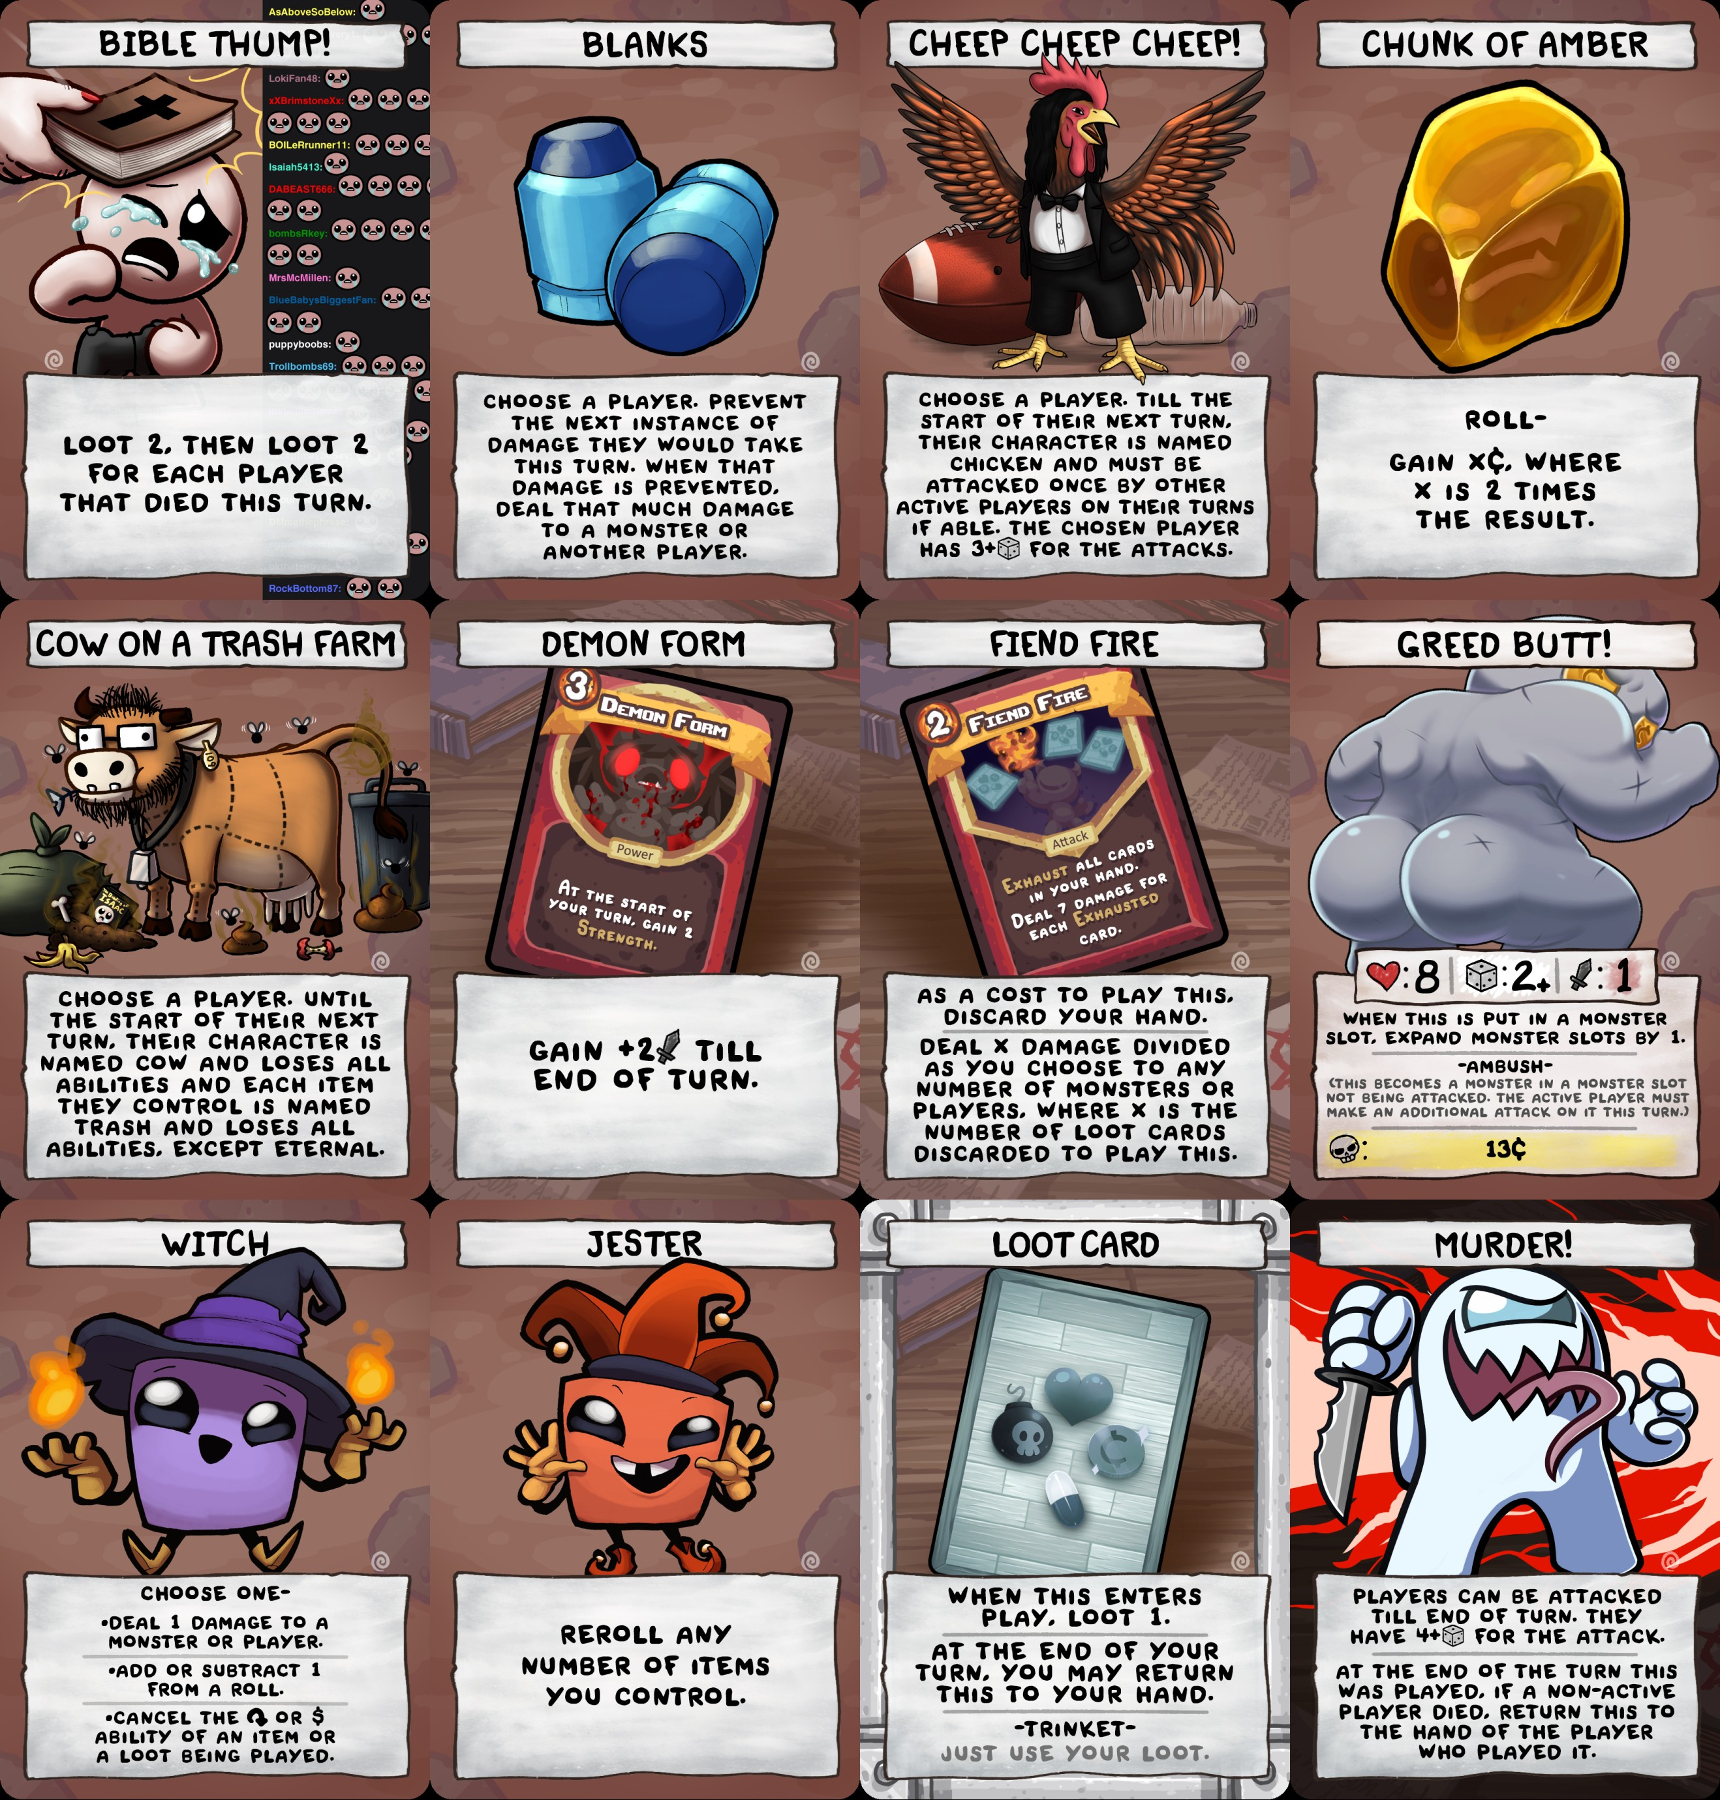 AsAboveSoBelow:
BIBLE THUMP!
LokiFan48:
xXBrimstoneXx:
BOILeRrunner11:
Isaiah5413:
DABEAST666:
bombsRkey:
MrsMcMillen:
BlueBabysBiggestFan:
puppyboobs:
Trollbombs69:
LOOT 2, THEN LOOT 2
FOR EACH PLAYER
THAT DIED THIS TURN.
RockBottom87:
BLANKS
CHOOSE A PLAYER. PREVENT
THE NEXT INSTANCE OF
DAMAGE THEY WOULD TAKE
THIS TURN. WHEN THAT
DAMAGE IS PREVENTED,
DEAL THAT MUCH DAMAGE
TO A MONSTER OR
ANOTHER PLAYER.
CHEEP CHEEP CHEEP!
CHOOSE A PLAYER. TILL THE
START OF THEIR NEXT TURN,
THEIR CHARACTER IS NAMED
CHICKEN AND MUST BE
ATTACKED ONCE BY OTHER
ACTIVE PLAYERS ON THEIR TURNS
IF ABLE. THE CHOSEN PLAYER
HAS 3+ FOR THE ATTACKS.
CHUNK OF AMBER
ROLL-
GAIN X¢, WHERE
X IS 2 TIMES
THE RESULT.
COW ON A TRASH FARM
ISAAC
CHOOSE A PLAYER. UNTIL
THE START OF THEIR NEXT
TURN, THEIR CHARACTER IS
NAMED COW AND LOSES ALL
ABILITIES AND EACH ITEM
THEY CONTROL IS NAMED
TRASH AND LOSES ALL
ABILITIES, EXCEPT ETERNAL.
DEMON FORM
3
DEMON FORM
Power
AT THE START OF
YOUR TURN, GAIN 2
STRENGTH.
GAIN +2 TILL
END OF TURN.
FIEND FIRE
2
FIEND FIRE
Attack
EXHAUST ALL CARDS
IN YOUR HAND.
DEAL 7 DAMAGE FOR
EACH EXHAUSTED
CARD.
AS A COST TO PLAY THIS,
DISCARD YOUR HAND.
DEAL X DAMAGE DIVIDED
AS YOU CHOOSE TO ANY
NUMBER OF MONSTERS OR
PLAYERS, WHERE X IS THE
NUMBER OF LOOT CARDS
DISCARDED TO PLAY THIS.
GREED BUTT!
:8 :2+ :1
WHEN THIS IS PUT IN A MONSTER
SLOT, EXPAND MONSTER SLOTS BY 1.
-AMBUSH-
(THIS BECOMES A MONSTER IN A MONSTER SLOT
NOT BEING ATTACKED. THE ACTIVE PLAYER MUST
MAKE AN ADDITIONAL ATTACK ON IT THIS TURN.)
: 13¢
WITCH
CHOOSE ONE-
•DEAL 1 DAMAGE TO A
MONSTER OR PLAYER.
•ADD OR SUBTRACT 1
FROM A ROLL.
•CANCEL THE OR $
ABILITY OF AN ITEM OR
A LOOT BEING PLAYED.
JESTER
REROLL ANY
NUMBER OF ITEMS
YOU CONTROL.
LOOT CARD
WHEN THIS ENTERS
PLAY, LOOT 1.
AT THE END OF YOUR
TURN, YOU MAY RETURN
THIS TO YOUR HAND.
-TRINKET-
JUST USE YOUR LOOT.
MURDER!
PLAYERS CAN BE ATTACKED
TILL END OF TURN. THEY
HAVE 4+ FOR THE ATTACK.
AT THE END OF THE TURN THIS
WAS PLAYED, IF A NON-ACTIVE
PLAYER DIED, RETURN THIS TO
THE HAND OF THE PLAYER
WHO PLAYED IT.